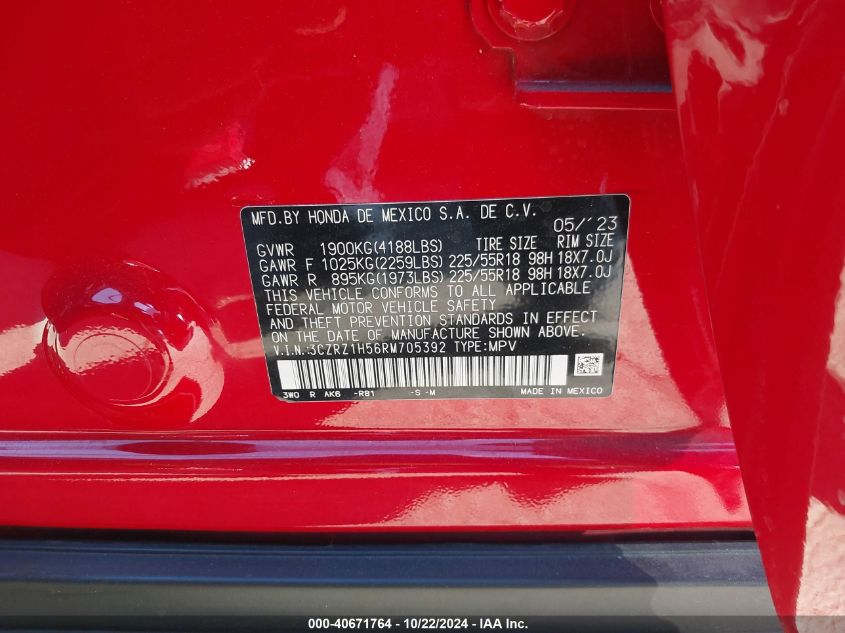 MFD.BY HONDA DE MEXICO S.A. DE C.V.
05/'23
GVWR 1900KG(4188LBS) TIRE SIZE RIM SIZE
GAWR F 1025KG(2259LBS) 225/55R18 98H 18X7.0J
GAWR R 895KG(1973LBS) 225/55R18 98H 18X7.0J
THIS VEHICLE CONFORMS TO ALL APPLICABLE
FEDERAL MOTOR VEHICLE SAFETY
AND THEFT PREVENTION STANDARDS IN EFFECT
ON THE DATE OF MANUFACTURE SHOWN ABOVE.
V.I.N.:3CZRZ1H56RM705392 TYPE:MPV
3W0 R AK6 -R81 -S -M MADE IN MEXICO
000-40671764 - 10/22/2024 - IAA Inc.